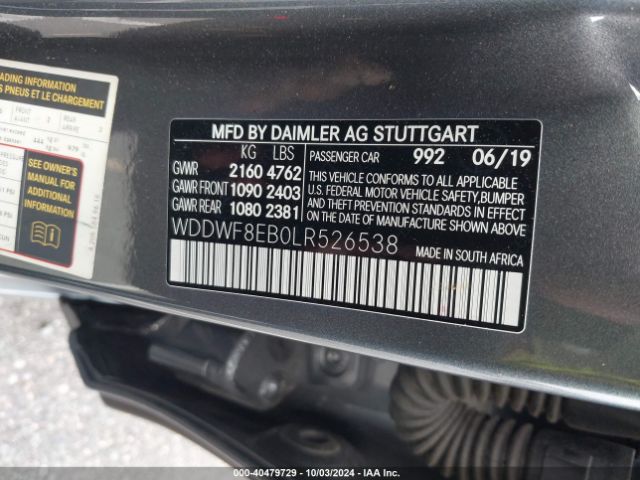 ADING INFORMATION
S PNEUS ET LE CHARGEMENT
SEE OWNER'S
MANUAL FOR
ADDITIONAL
INFORMATION
MFD BY DAIMLER AG STUTTGART
KG LBS
GVWR 2160 4762
GAWR FRONT 1090 2403
GAWR REAR 1080 2381
PASSENGER CAR 992 06/19
THIS VEHICLE CONFORMS TO ALL APPLICABLE
U.S. FEDERAL MOTOR VEHICLE SAFETY,BUMPER
AND THEFT PREVENTION STANDARDS IN EFFECT
ON THE DATE OF MANUFACTURE SHOWN ABOVE.
WDDWF8EB0LR526538
MADE IN SOUTH AFRICA
000-40479729 - 10/03/2024 - IAA Inc.